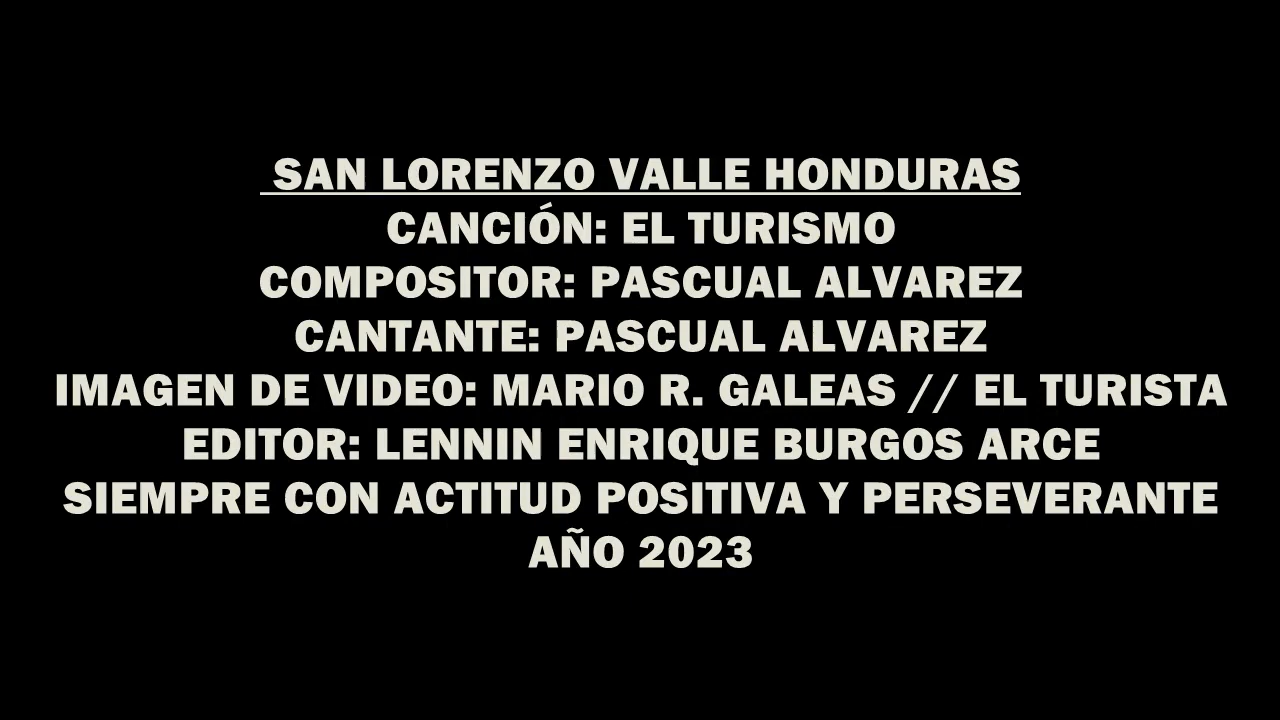 SAN LORENZO VALLE HONDURAS
CANCIÓN: EL TURISMO
COMPOSITOR: PASCUAL ALVAREZ
CANTANTE: PASCUAL ALVAREZ
IMAGEN DE VIDEO: MARIO R. GALEAS // EL TURISTA
EDITOR: LENNIN ENRIQUE BURGOS ARCE
SIEMPRE CON ACTITUD POSITIVA Y PERSEVERANTE
AÑO 2023